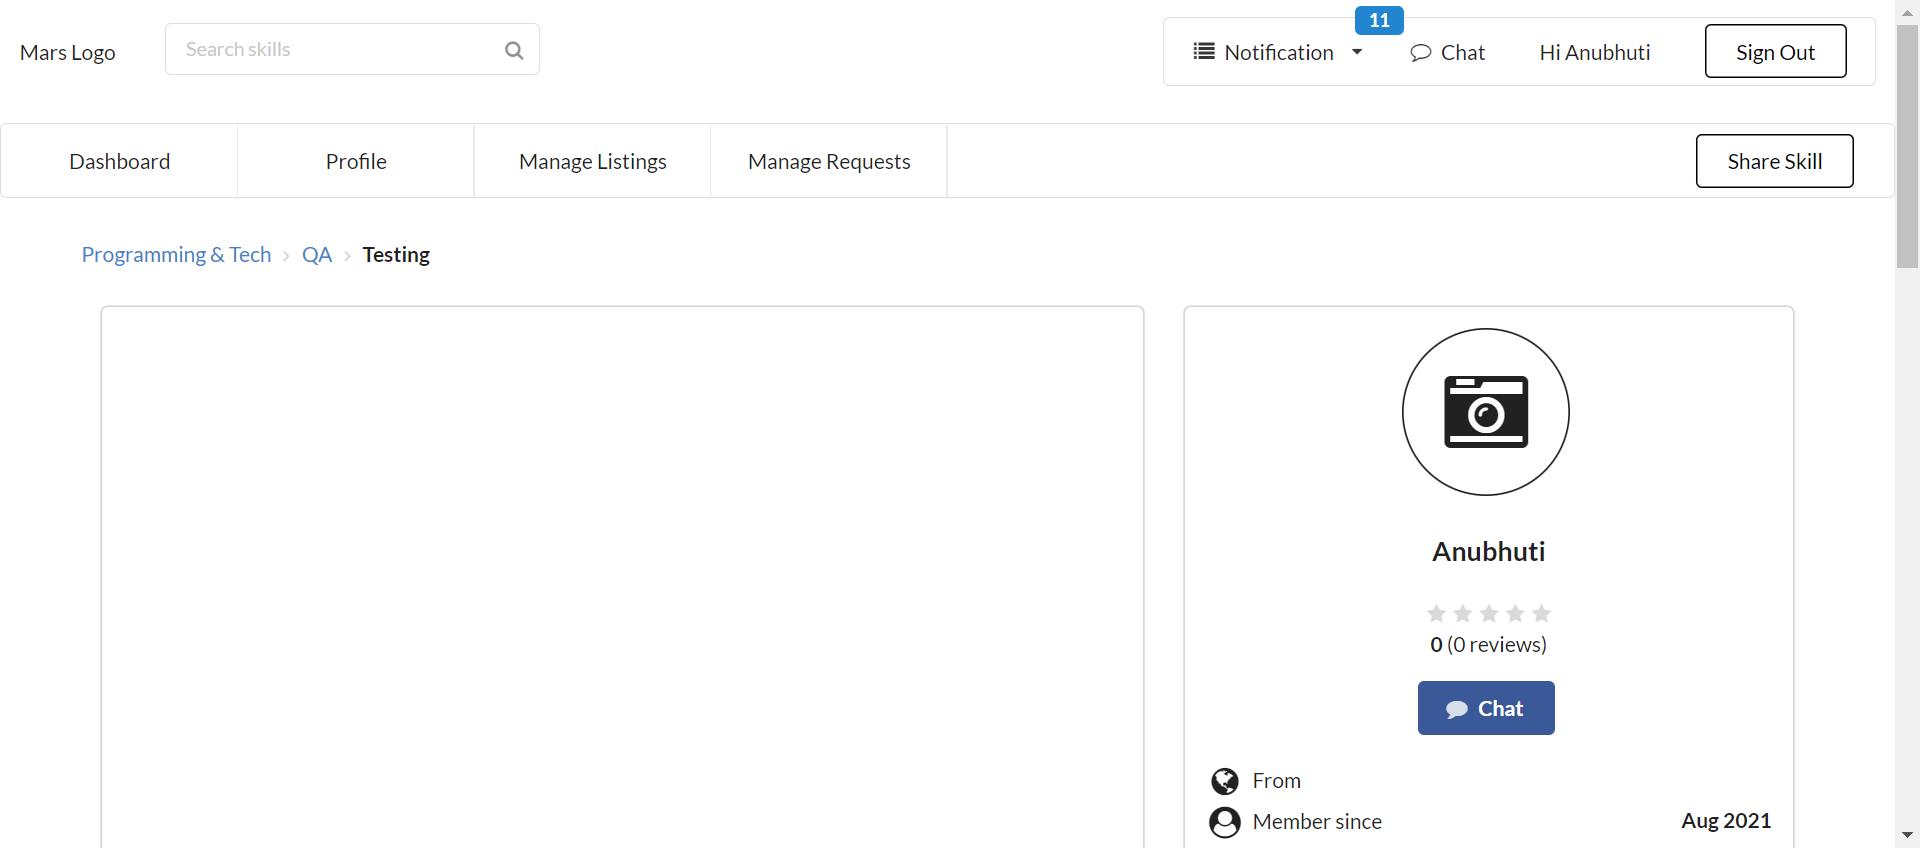 Mars Logo
Search skills
11
Notification
Chat
Hi Anubhuti
Sign Out
Dashboard
Profile
Manage Listings
Manage Requests
Share Skill
Programming & Tech
QA
Testing
Anubhuti
0 (0 reviews)
Chat
From
Member since
Aug 2021